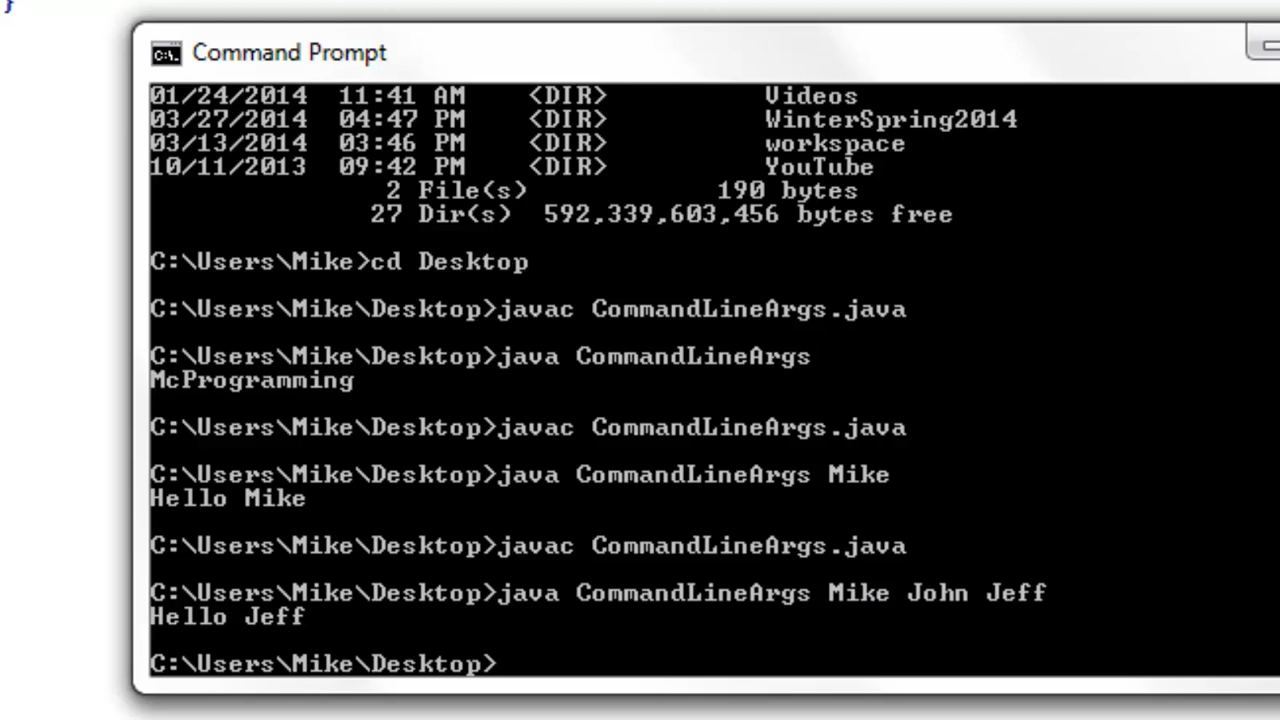 }
Command Prompt
01/24/2014  11:41 AM    <DIR>          Videos
03/27/2014  04:47 PM    <DIR>          WinterSpring2014
03/13/2014  03:46 PM    <DIR>          workspace
10/11/2013  09:42 PM    <DIR>          YouTube
2 File(s)            190 bytes
27 Dir(s)  592,339,603,456 bytes free
C:\Users\Mike>cd Desktop
C:\Users\Mike\Desktop>javac CommandLineArgs.java
C:\Users\Mike\Desktop>java CommandLineArgs
McProgramming
C:\Users\Mike\Desktop>javac CommandLineArgs.java
C:\Users\Mike\Desktop>java CommandLineArgs Mike
Hello Mike
C:\Users\Mike\Desktop>javac CommandLineArgs.java
C:\Users\Mike\Desktop>java CommandLineArgs Mike John Jeff
Hello Jeff
C:\Users\Mike\Desktop>